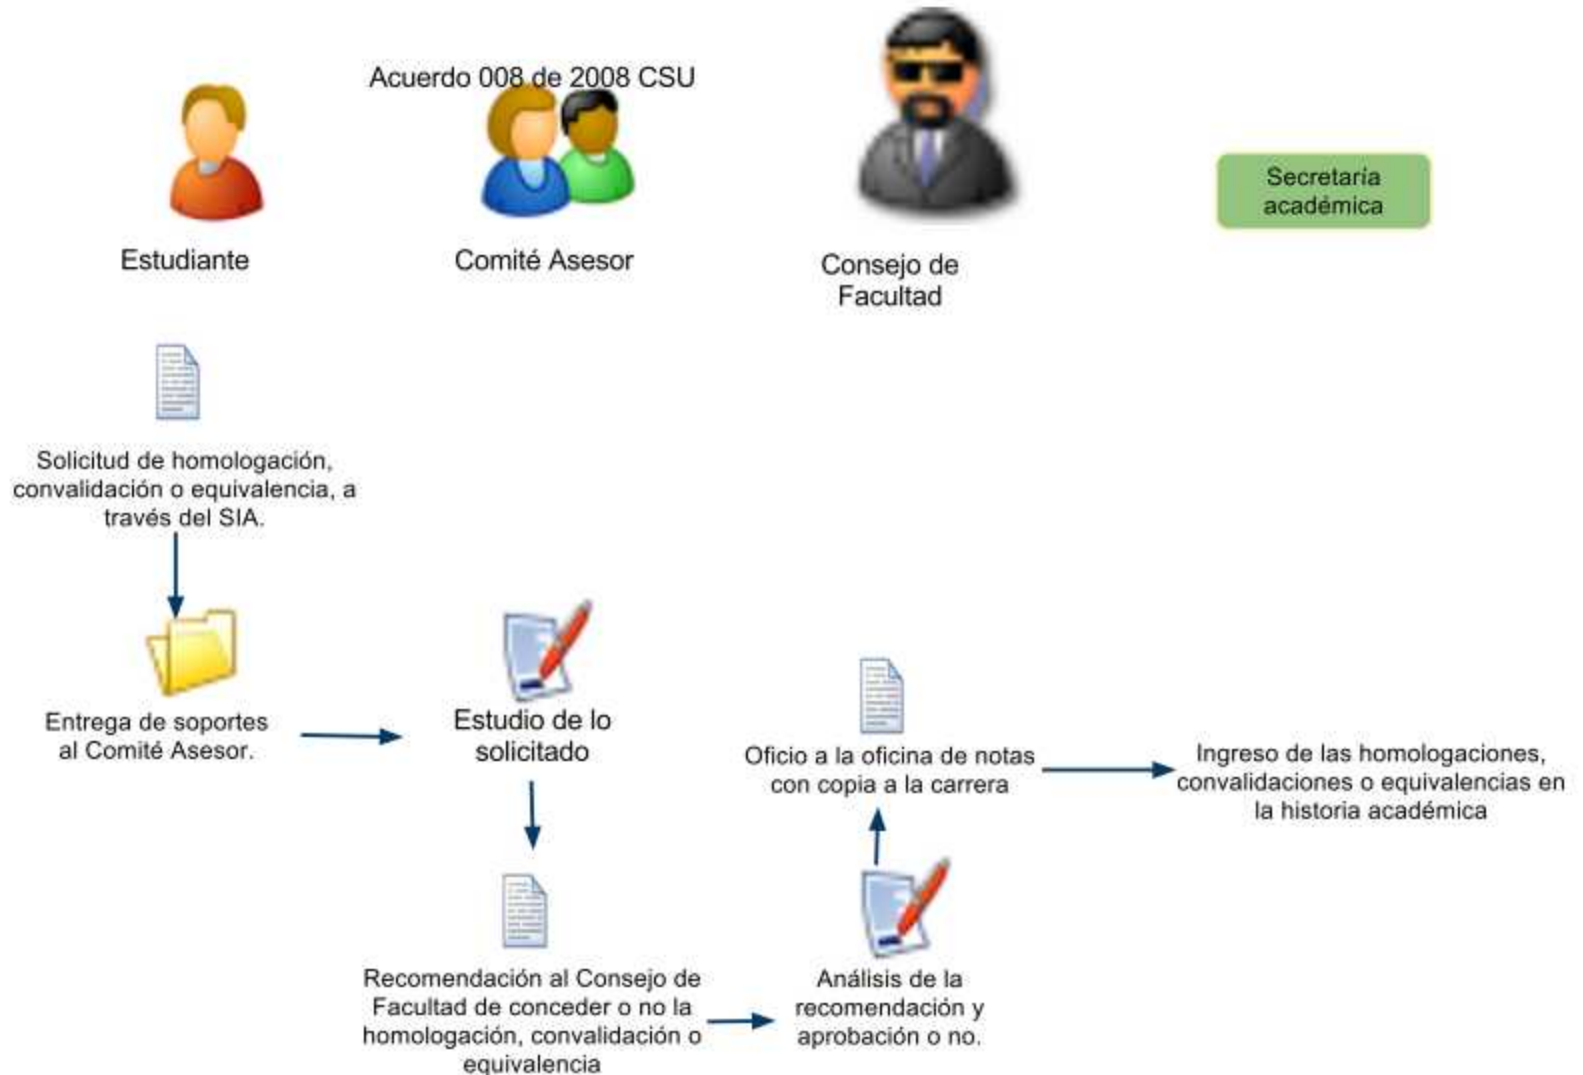 Acuerdo 008 de 2008 CSU
Estudiante
Comité Asesor
Consejo de
Facultad
Secretaría
académica
Solicitud de homologación,
convalidación o equivalencia, a
través del SIA.
Entrega de soportes
al Comité Asesor.
Estudio de lo
solicitado
Recomendación al Consejo de
Facultad de conceder o no la
homologación, convalidación o
equivalencia
Análisis de la
recomendación y
aprobación o no.
Oficio a la oficina de notas
con copia a la carrera
Ingreso de las homologaciones,
convalidaciones o equivalencias en
la historia académica